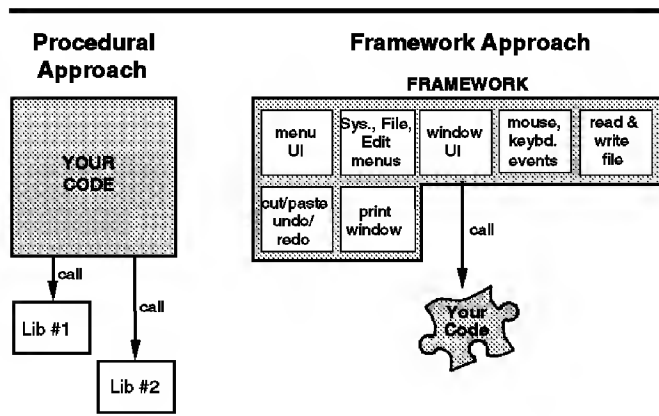 Procedural
Approach
YOUR
CODE
call
call
Lib #1
Lib #2
Framework Approach
FRAMEWORK
menu
UI
Sys., File,
Edit
menus
window
UI
mouse,
keybd.
events
read &
write
file
cut/paste
undo/
redo
print
window
call
Your
Code